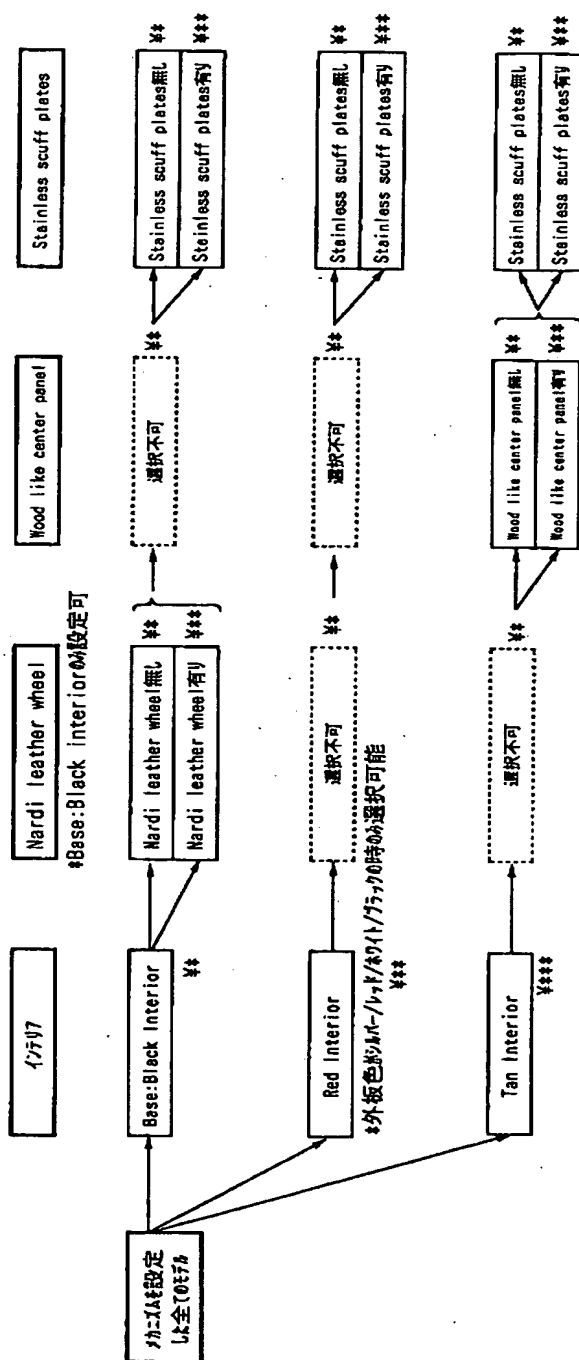 インテリア
Nardi leather wheel
Wood like center panel
Stainless scuff plates
*Base:Black interiorのみ設定可
メカニズムを設定
した全てのモデル
Base:Black Interior
¥**
Nardi leather wheel無し
¥**
Nardi leather wheel有り
¥***
選択不可
¥**
Stainless scuff plates無し
¥**
Stainless scuff plates有り
¥***
Red Interior
*外板色がシルバー/レッド/ホワイト/ブラックの時のみ選択可能
¥***
選択不可
¥**
選択不可
¥**
Stainless scuff plates無し
¥**
Stainless scuff plates有り
¥***
Tan Interior
¥***
選択不可
¥**
Wood like center panel無し
¥**
Wood like center panel有り
¥***
Stainless scuff plates無し
¥**
Stainless scuff plates有り
¥***